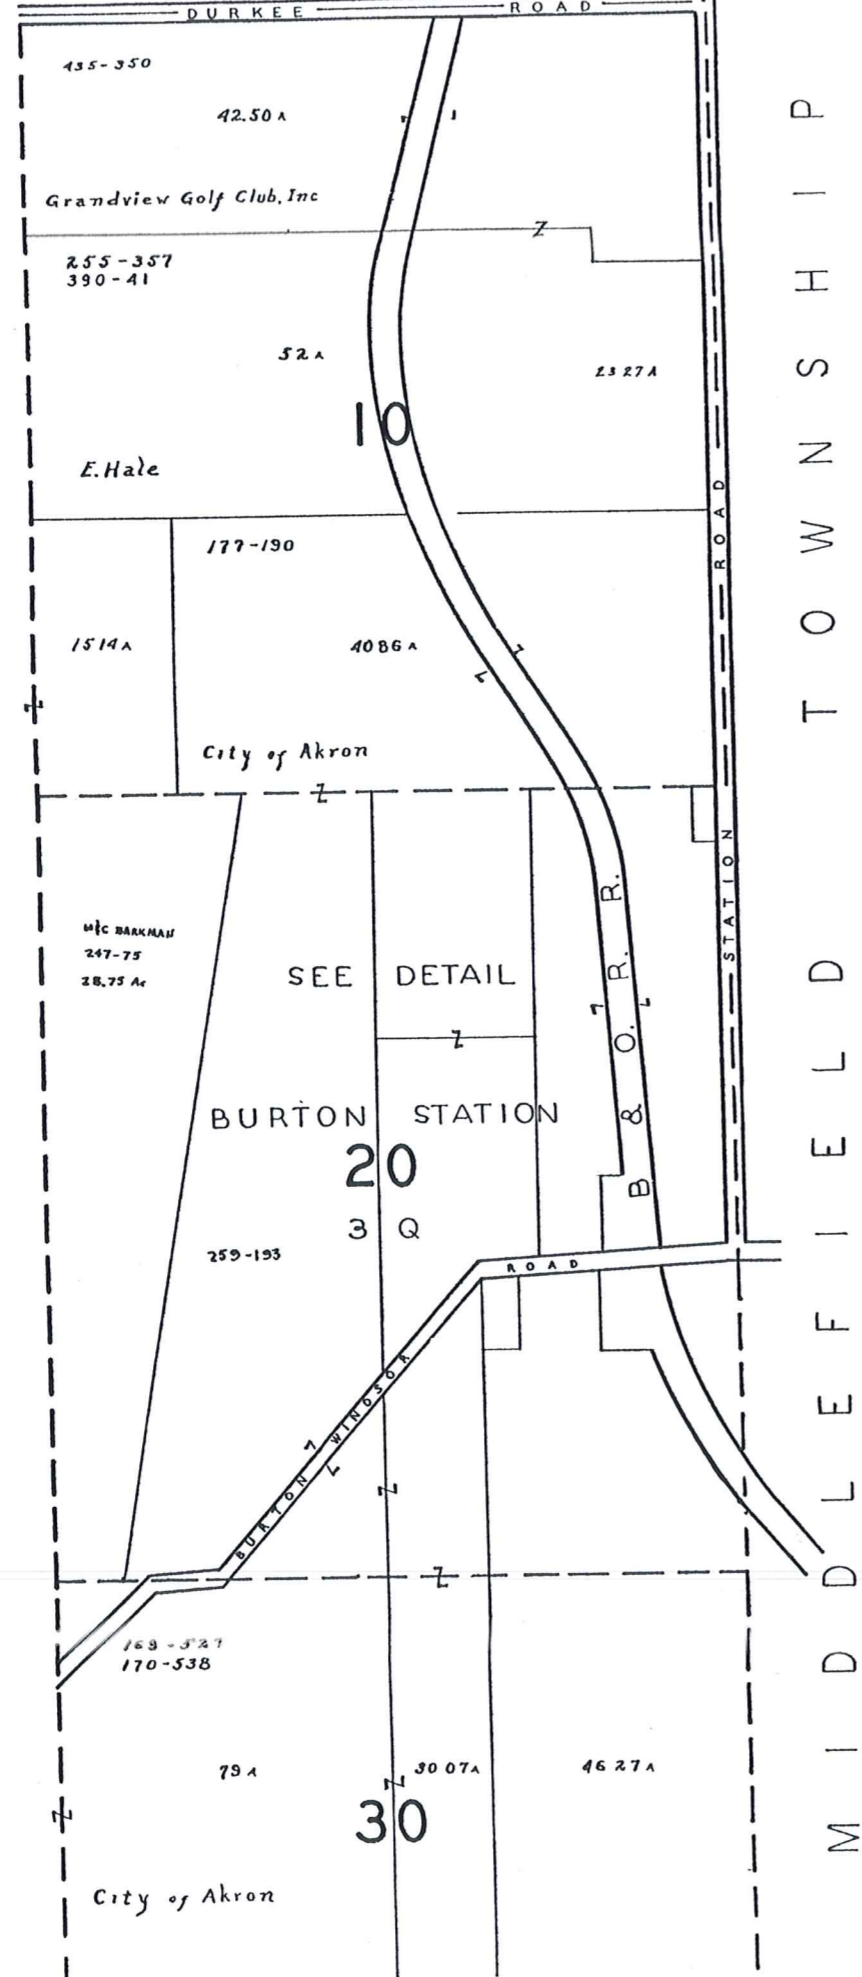 DURKEE ROAD
435-350
42.50 A
Grandview Golf Club, Inc
255-357
390-41
52 A
23 27 A
10
E. Hale
177-190
15 14 A
40 86 A
City of Akron
STATION ROAD
MIDDLEFIELD TOWNSHIP
BARKMAN
247-75
28.75 Ac
SEE DETAIL
BURTON STATION
20
3 Q
259-193
B & O. R. R.
BURTON WINDSOR ROAD
170-538
79 A
30 07 A
46 27 A
30
City of Akron